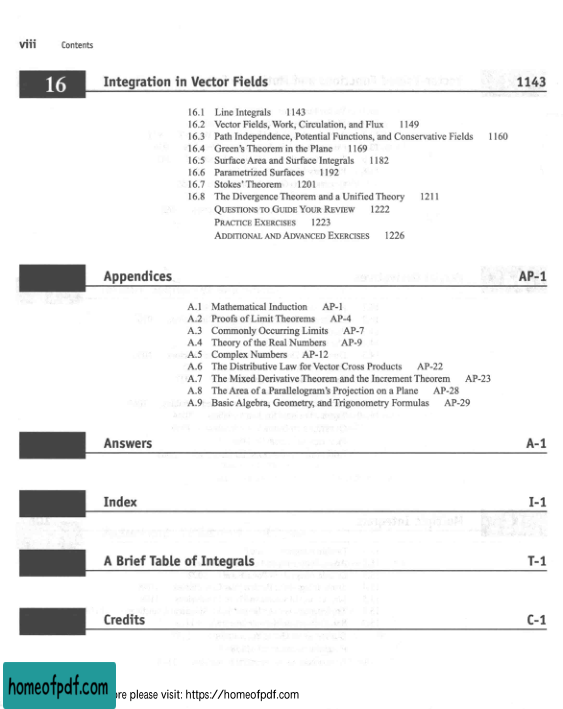 viii Contents
16 Integration in Vector Fields 1143
16.1 Line Integrals 1143
16.2 Vector Fields, Work, Circulation, and Flux 1149
16.3 Path Independence, Potential Functions, and Conservative Fields 1160
16.4 Green's Theorem in the Plane 1169
16.5 Surface Area and Surface Integrals 1182
16.6 Parametrized Surfaces 1192
16.7 Stokes' Theorem 1201
16.8 The Divergence Theorem and a Unified Theory 1211
QUESTIONS TO GUIDE YOUR REVIEW 1222
PRACTICE EXERCISES 1223
ADDITIONAL AND ADVANCED EXERCISES 1226
Appendices AP-1
A.1 Mathematical Induction AP-1
A.2 Proofs of Limit Theorems AP-4
A.3 Commonly Occurring Limits AP-7
A.4 Theory of the Real Numbers AP-9
A.5 Complex Numbers AP-12
A.6 The Distributive Law for Vector Cross Products AP-22
A.7 The Mixed Derivative Theorem and the Increment Theorem AP-23
A.8 The Area of a Parallelogram's Projection on a Plane AP-28
A.9 Basic Algebra, Geometry, and Trigonometry Formulas AP-29
Answers A-1
Index I-1
A Brief Table of Integrals T-1
Credits C-1
homeofpdf.com
ore please visit: https://homeofpdf.com